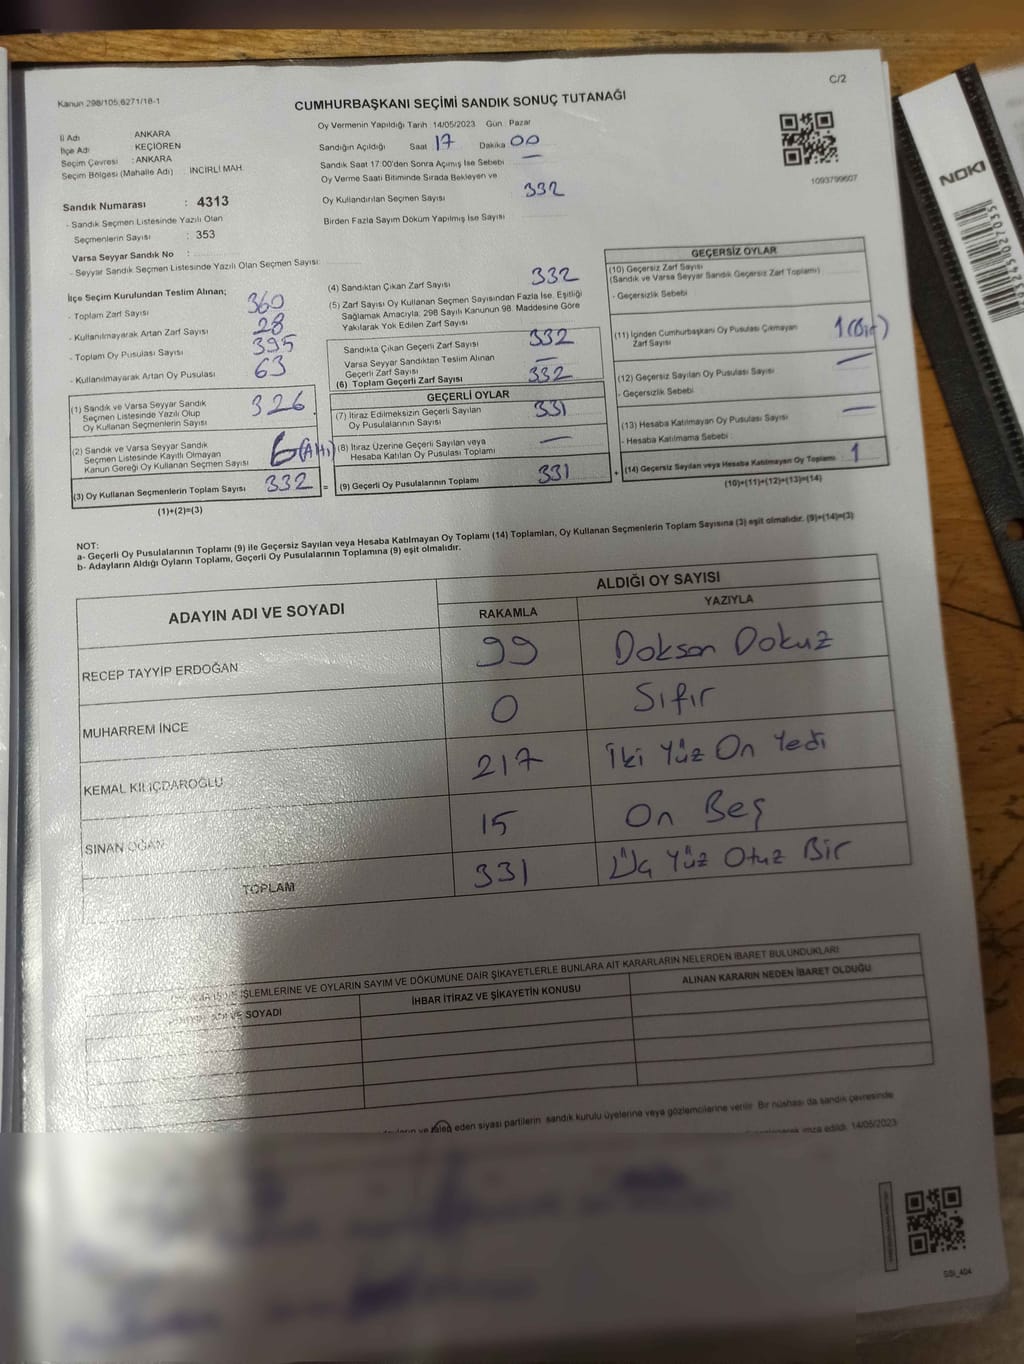 C/2
Kanun 298/105,6271/18-1
CUMHURBAŞKANI SEÇİMİ SANDIK SONUÇ TUTANAĞI
İl Adı : ANKARA
İlçe Adı : KEÇİÖREN
Seçim Çevresi : ANKARA
Seçim Bölgesi (Mahalle Adı) : İNCİRLİ MAH.
Oy Vermenin Yapıldığı Tarih 14/05/2023 Gün Pazar
Sandığın Açıldığı Saat 17 Dakika 00
Sandık Saat 17:00'den Sonra Açımış İse Sebebi —
Oy Verme Saati Bitiminde Sırada Bekleyen ve
Oy Kullandırılan Seçmen Sayısı 332
Birden Fazla Sayım Döküm Yapılmış İse Sayısı
1093799607
NOKI
Sandık Numarası : 4313
- Sandık Seçmen Listesinde Yazılı Olan
Seçmenlerin Sayısı : 353
Varsa Seyyar Sandık No :
- Seyyar Sandık Seçmen Listesinde Yazılı Olan Seçmen Sayısı:
İlçe Seçim Kurulundan Teslim Alınan;
- Toplam Zarf Sayısı 360
- Kullanılmayarak Artan Zarf Sayısı 28
- Toplam Oy Pusulası Sayısı 395
- Kullanılmayarak Artan Oy Pusulası 63
(1) Sandık ve Varsa Seyyar Sandık
Seçmen Listesinde Yazılı Olup
Oy Kullanan Seçmenlerin Sayısı 326
(2) Sandık ve Varsa Seyyar Sandık
Seçmen Listesinde Kayıtlı Olmayan
Kanun Gereği Oy Kullanan Seçmen Sayısı 6 (Altı)
(3) Oy Kullanan Seçmenlerin Toplam Sayısı 332 =
(1)+(2)=(3)
(4) Sandıktan Çıkan Zarf Sayısı 332
(5) Zarf Sayısı Oy Kullanan Seçmen Sayısından Fazla İse, Eşitliği
Sağlamak Amacıyla, 298 Sayılı Kanunun 98. Maddesine Göre
Yakılarak Yok Edilen Zarf Sayısı
Sandıkta Çıkan Geçerli Zarf Sayısı 332
Varsa Seyyar Sandıktan Teslim Alınan
Geçerli Zarf Sayısı —
(6) Toplam Geçerli Zarf Sayısı 332
GEÇERLİ OYLAR
(7) İtiraz Edilmeksizin Geçerli Sayılan
Oy Pusulasının Sayısı 331
(8) İtiraz Üzerine Geçerli Sayılan veya
Hesaba Katılan Oy Pusulası Toplamı —
(9) Geçerli Oy Pusulalarının Toplamı 331 +
GEÇERSİZ OYLAR
(10) Geçersiz Zarf Sayısı
(Sandık ve Varsa Seyyar Sandık Geçersiz Zarf Toplamı)
- Geçersizlik Sebebi
(11) İçinden Cumhurbaşkanı Oy Pusulası Çıkmayan
Zarf Sayısı 1 (Bir)
(12) Geçersiz Sayılan Oy Pusulası Sayısı —
- Geçersizlik Sebebi :
(13) Hesaba Katılmayan Oy Pusulası Sayısı —
- Hesaba Katılmama Sebebi :
(14) Geçersiz Sayılan veya Hesaba Katılmayan Oy Toplamı 1
(10)+(11)+(12)+(13)=(14)
NOT:
a- Geçerli Oy Pusulalarının Toplamı (9) ile Geçersiz Sayılan veya Hesaba Katılmayan Oy Toplamı (14) Toplamları, Oy Kullanan Seçmenlerin Toplam Sayısına (3) eşit olmalıdır. (9)+(14)=(3)
b- Adayların Aldığı Oyların Toplamı, Geçerli Oy Pusulalarının Toplamına (9) eşit olmalıdır.
ADAYIN ADI VE SOYADI
ALDIĞI OY SAYISI
RAKAMLA YAZIYLA
RECEP TAYYİP ERDOĞAN 99 Doksan Dokuz
MUHARREM İNCE 0 Sıfır
KEMAL KILIÇDAROĞLU 217 İki Yüz On Yedi
SİNAN OĞAN 15 On Beş
TOPLAM 331 Üç Yüz Otuz Bir
İŞLEMLERİNE VE OYLARIN SAYIM VE DÖKÜMÜNE DAİR ŞİKAYETLERLE BUNLARA AİT KARARLARIN NELERDEN İBARET BULUNDUKLARI
ADI VE SOYADI
İHBAR İTİRAZ VE ŞİKAYETİN KONUSU
ALINAN KARARIN NEDEN İBARET OLDUĞU
ve talep eden siyasi partilerin sandık kurulu üyelerine veya gözlemcilerine verilir. Bir nüshası da sandık çevresinde
imza edildi. 14/05/2023